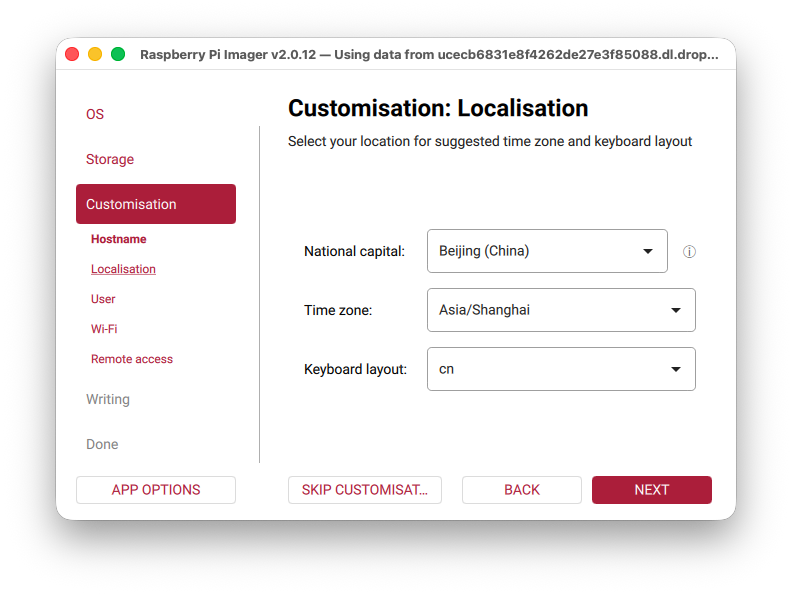 Raspberry Pi Imager v2.0.12 — Using data from ucecb6831e8f4262de27e3f85088.dl.drop...
OS
Storage
Customisation
Hostname
Localisation
User
Wi-Fi
Remote access
Writing
Done
APP OPTIONS
Customisation: Localisation
Select your location for suggested time zone and keyboard layout
National capital: Beijing (China)
Time zone: Asia/Shanghai
Keyboard layout: cn
SKIP CUSTOMISAT... BACK NEXT